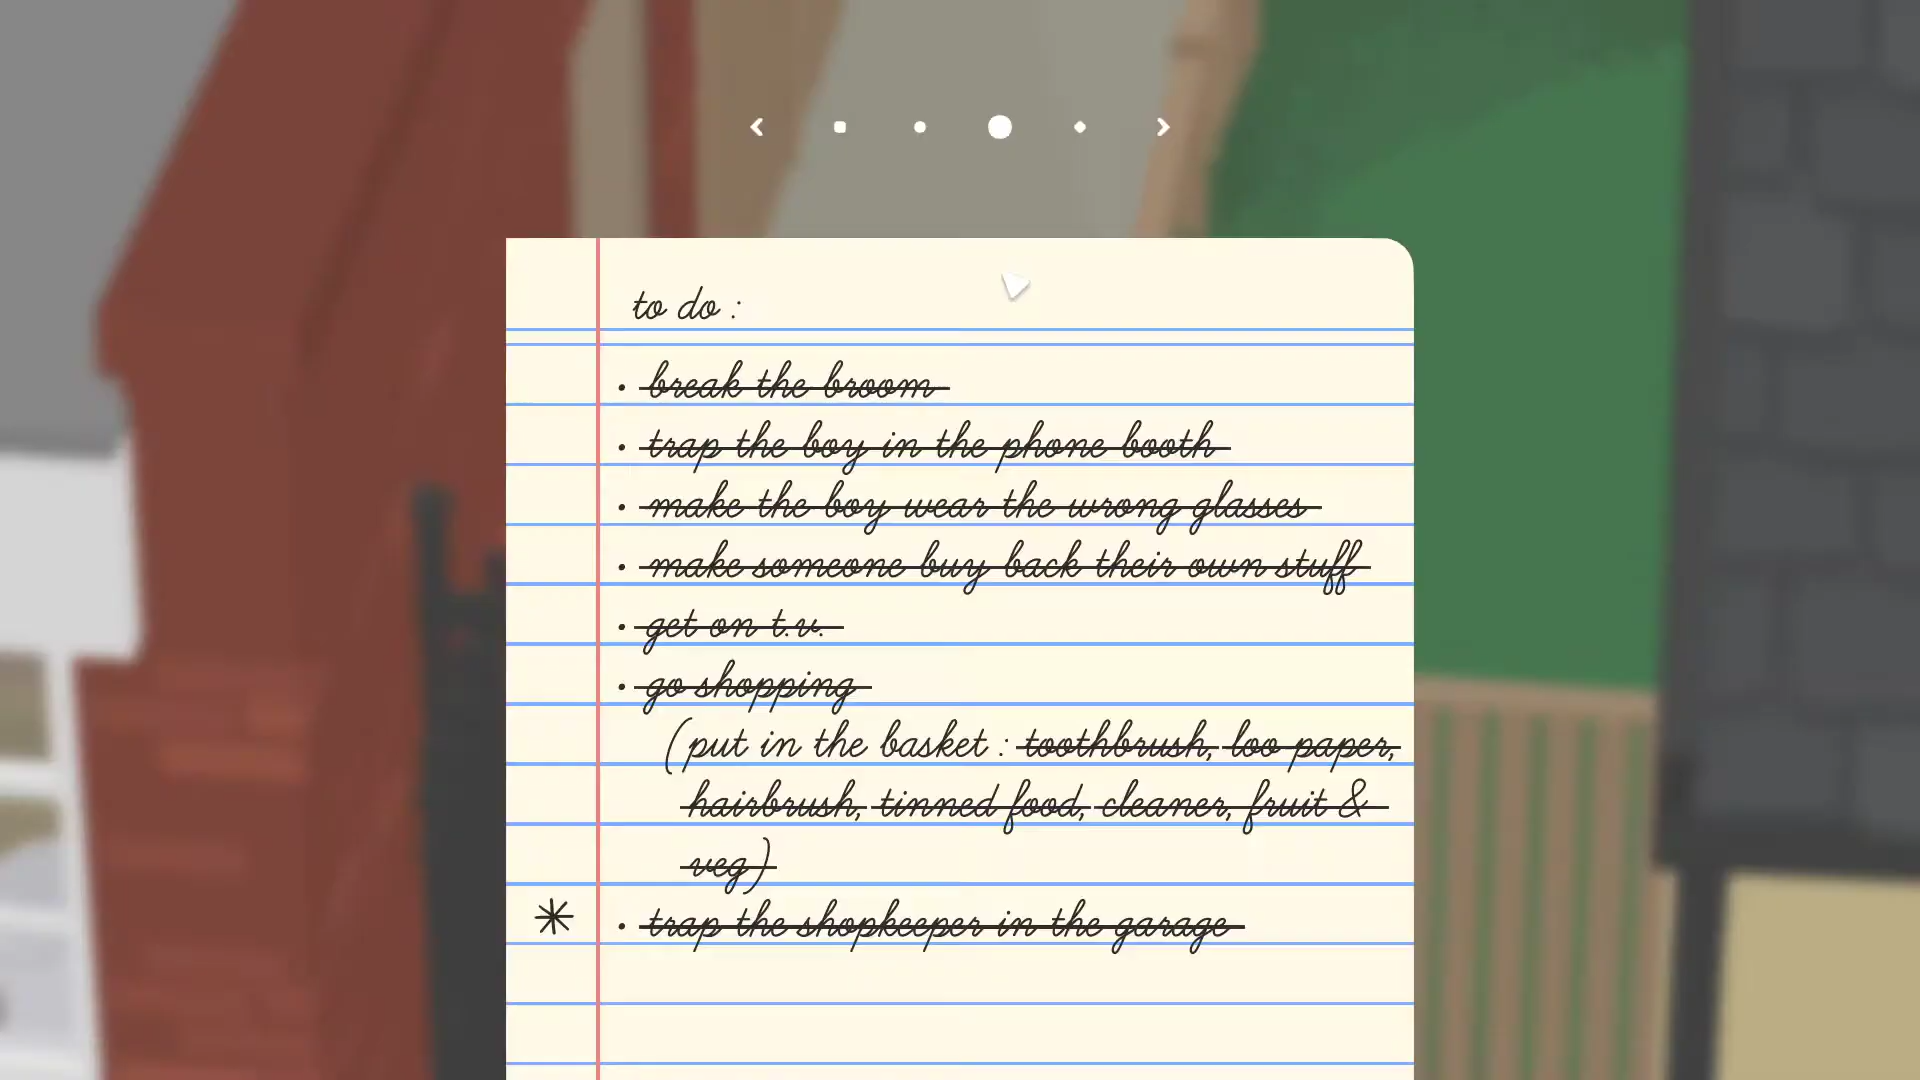 to do :
• break the broom
• trap the boy in the phone booth
• make the boy wear the wrong glasses
• make someone buy back their own stuff
• get on t.v.
• go shopping
(put in the basket : toothbrush, loo paper,
hairbrush, tinned food, cleaner, fruit &
veg)
* • trap the shopkeeper in the garage